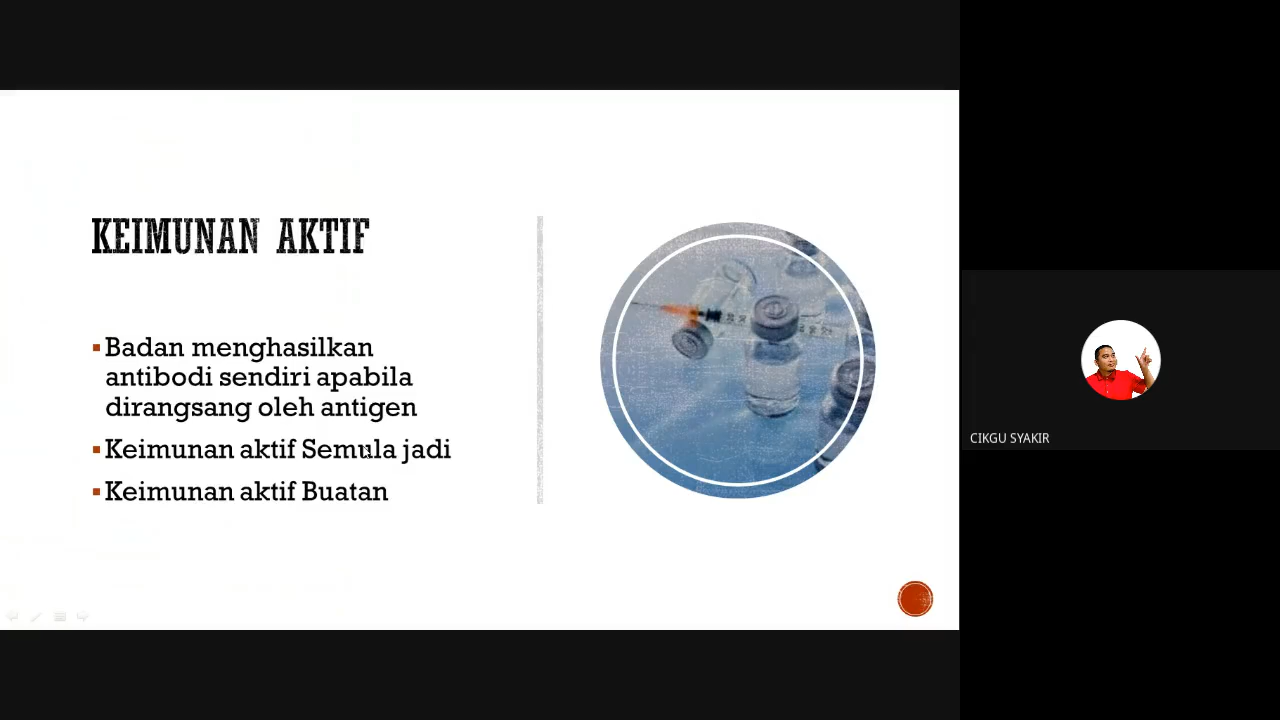 KEIMUNAN AKTIF
Badan menghasilkan
antibodi sendiri apabila
dirangsang oleh antigen
Keimunan aktif Semula jadi
Keimunan aktif Buatan
CIKGU SYAKIR